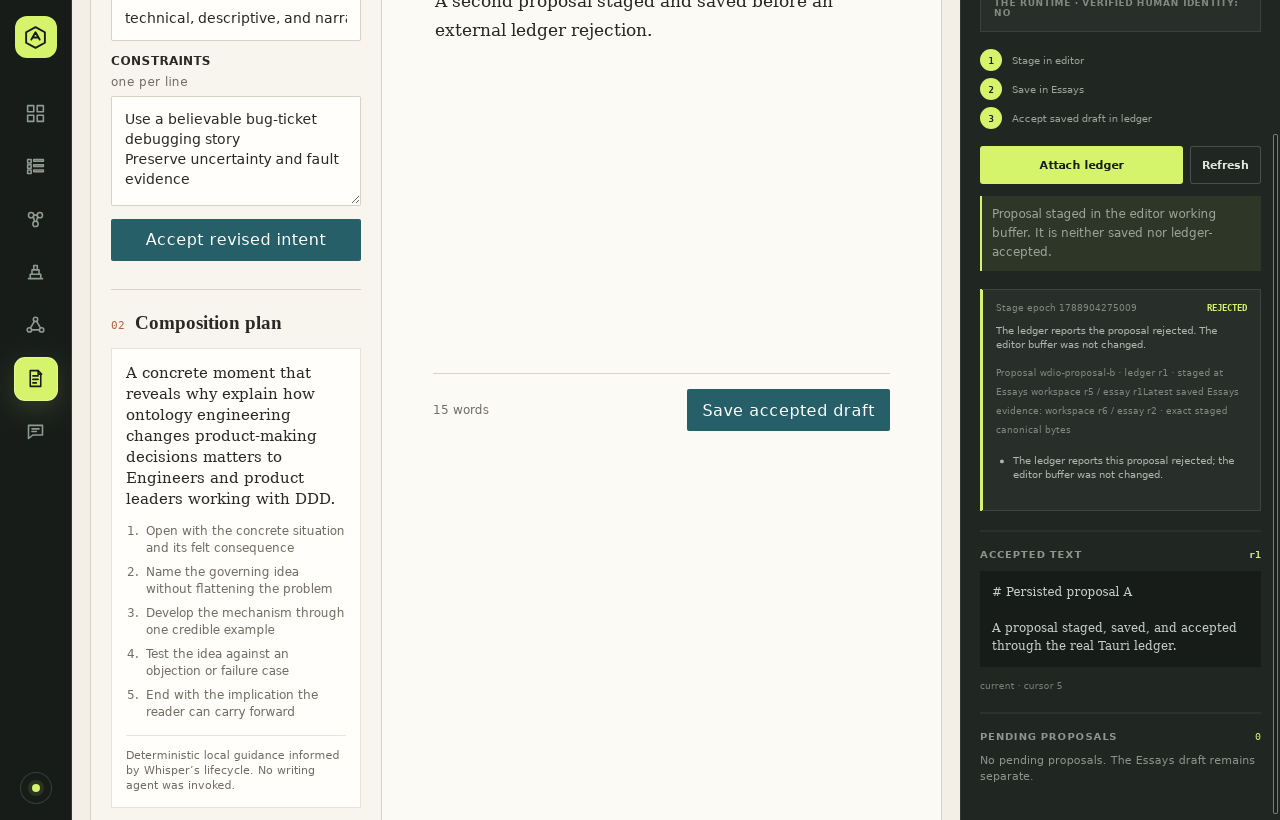 technical, descriptive, and narra
CONSTRAINTS
one per line
Use a believable bug-ticket
debugging story
Preserve uncertainty and fault
evidence
Accept revised intent
02 Composition plan
A concrete moment that
reveals why explain how
ontology engineering
changes product-making
decisions matters to
Engineers and product
leaders working with DDD.
1. Open with the concrete situation
and its felt consequence
2. Name the governing idea
without flattening the problem
3. Develop the mechanism through
one credible example
4. Test the idea against an
objection or failure case
5. End with the implication the
reader can carry forward
Deterministic local guidance informed
by Whisper’s lifecycle. No writing
agent was invoked.
A second proposal staged and saved before an
external ledger rejection.
15 words
Save accepted draft
THE RUNTIME · VERIFIED HUMAN IDENTITY:
NO
1 Stage in editor
2 Save in Essays
3 Accept saved draft in ledger
Attach ledger
Refresh
Proposal staged in the editor working
buffer. It is neither saved nor ledger-
accepted.
Stage epoch 1788904275009
REJECTED
The ledger reports the proposal rejected. The
editor buffer was not changed.
Proposal wdio-proposal-b · ledger r1 · staged at
Essays workspace r5 / essay r1Latest saved Essays
evidence: workspace r6 / essay r2 · exact staged
canonical bytes
• The ledger reports this proposal rejected; the
editor buffer was not changed.
ACCEPTED TEXT
r1
# Persisted proposal A
A proposal staged, saved, and accepted
through the real Tauri ledger.
current · cursor 5
PENDING PROPOSALS
0
No pending proposals. The Essays draft remains
separate.